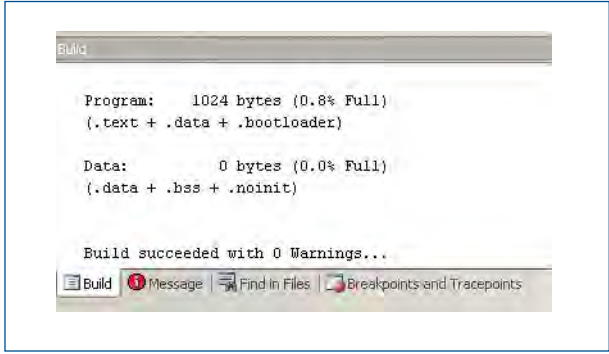 Build
Program: 1024 bytes (0.8% Full)
(.text + .data + .bootloader)
Data: 0 bytes (0.0% Full)
(.data + .bss + .noinit)
Build succeeded with 0 Warnings...
Build Message Find in Files Breakpoints and Tracepoints